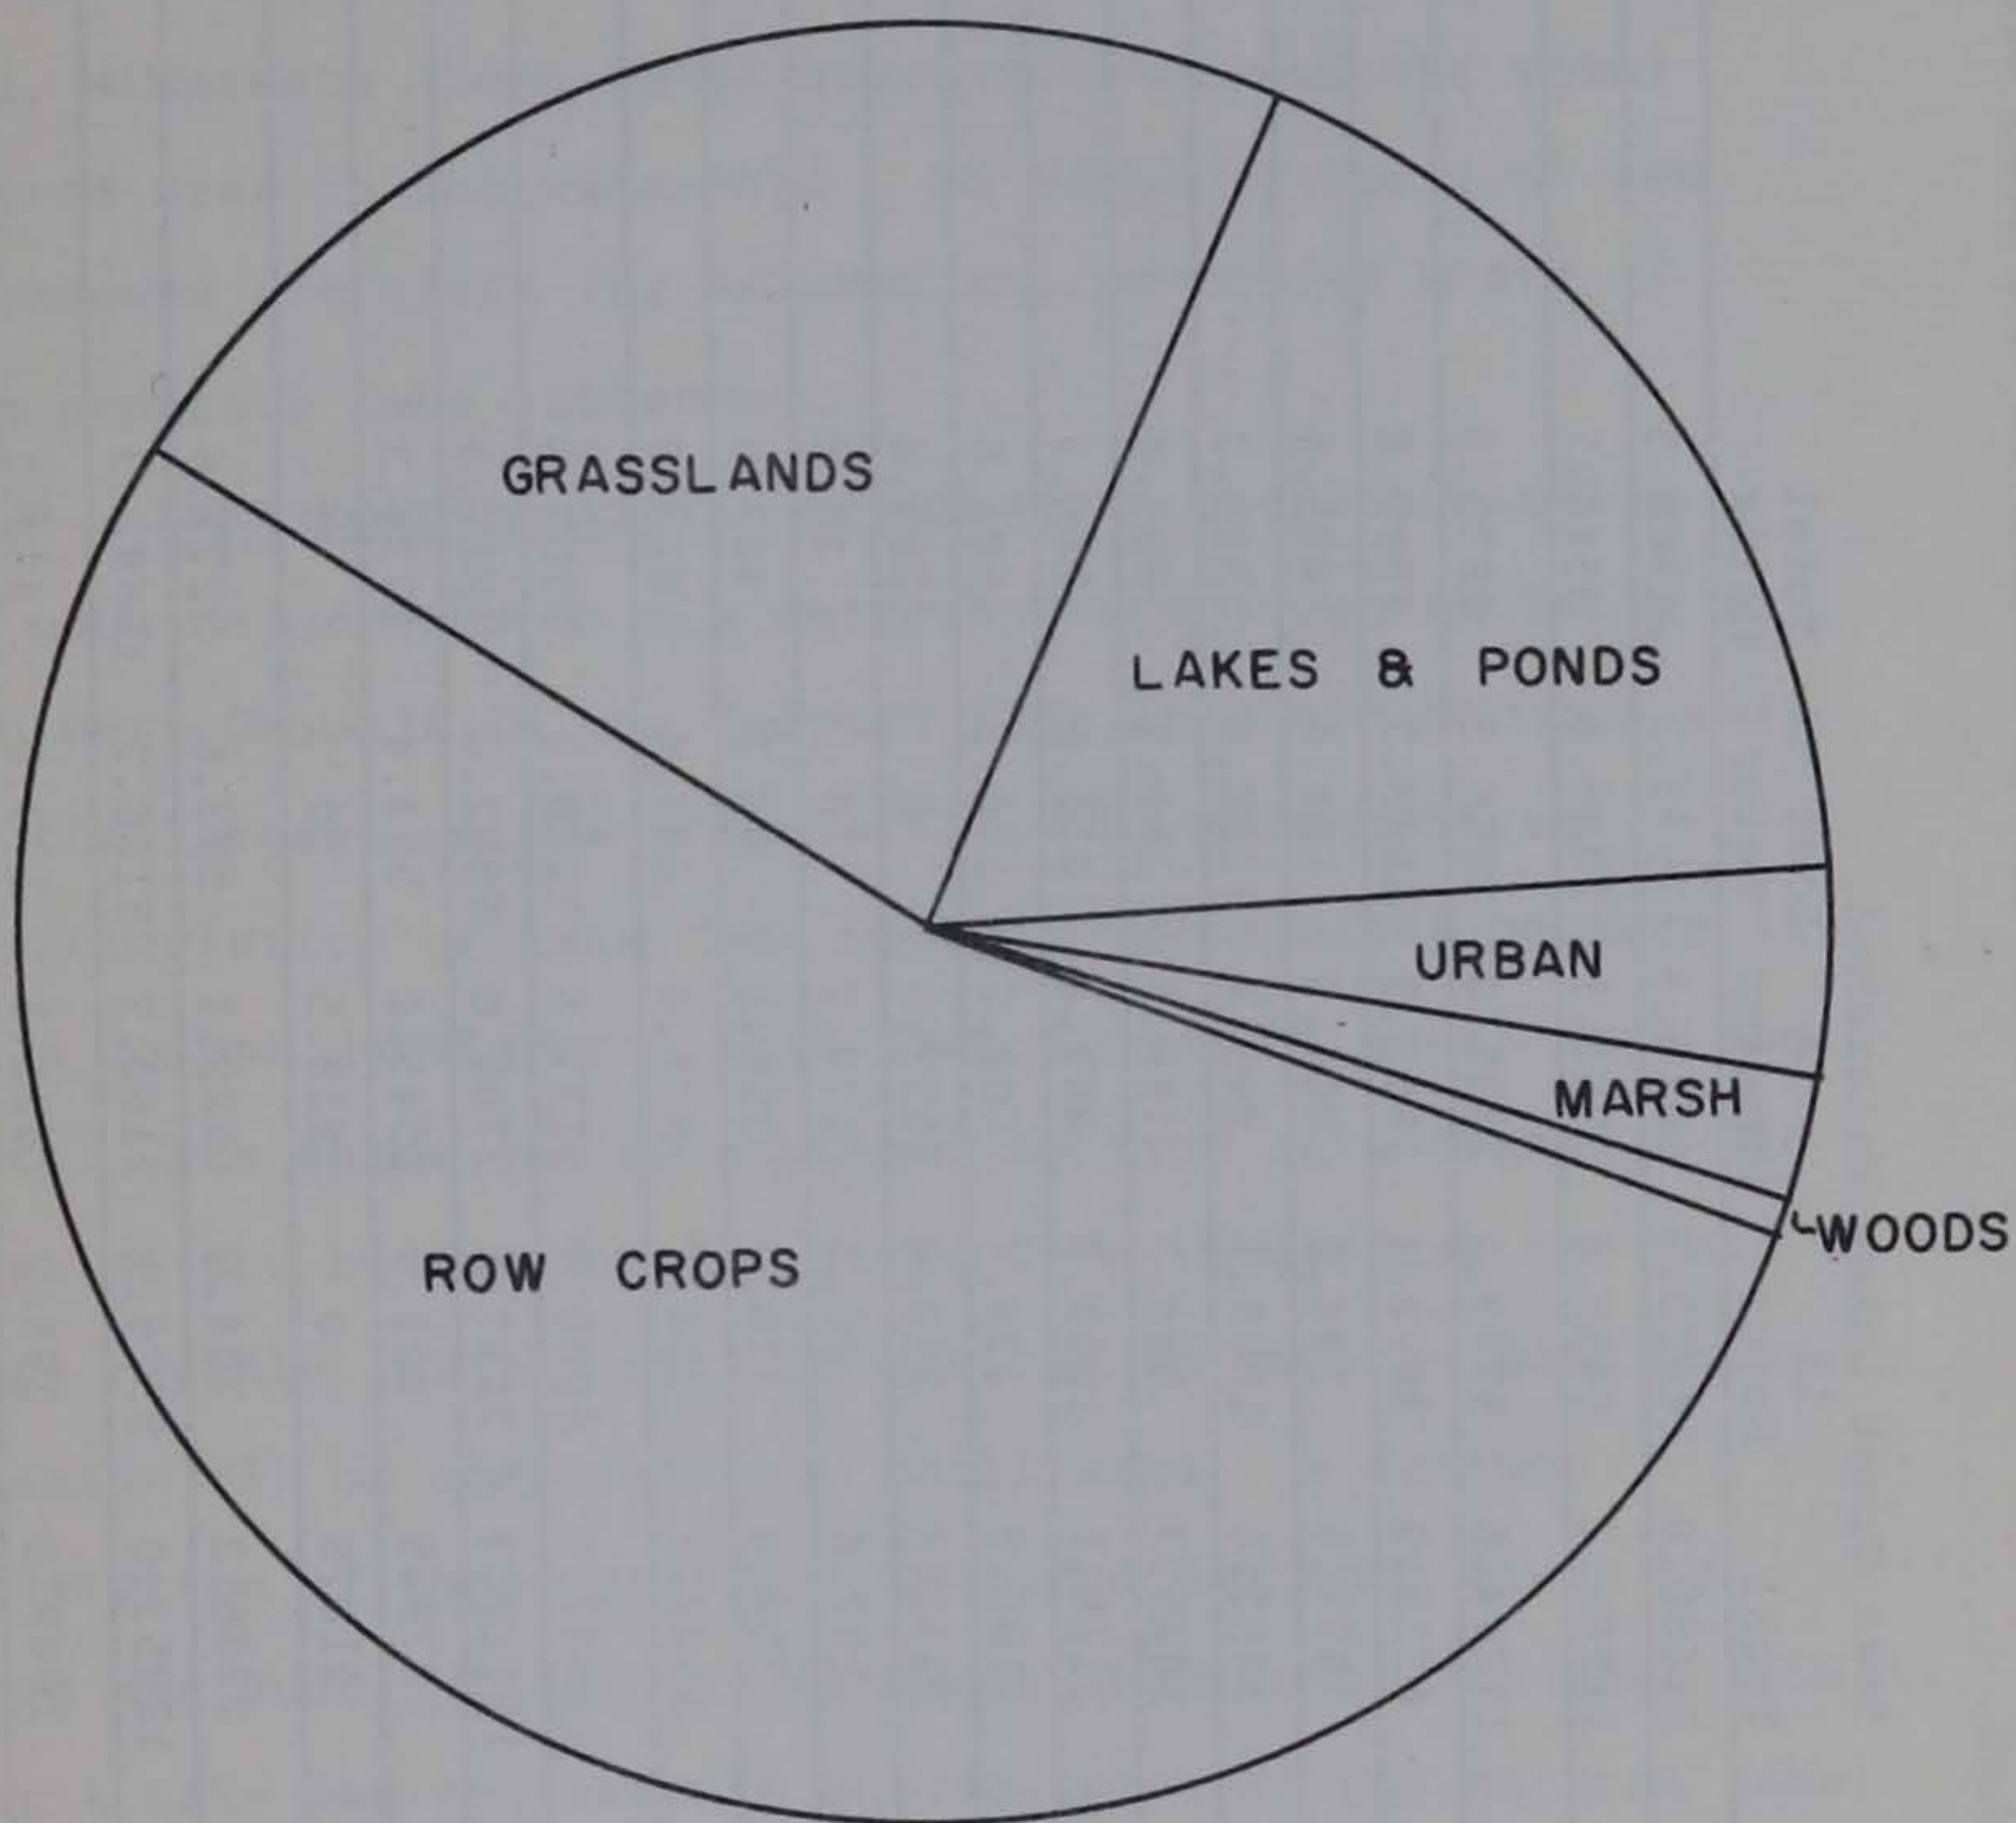 GRASSLANDS
LAKES & PONDS
URBAN
MARSH
WOODS
ROW CROPS